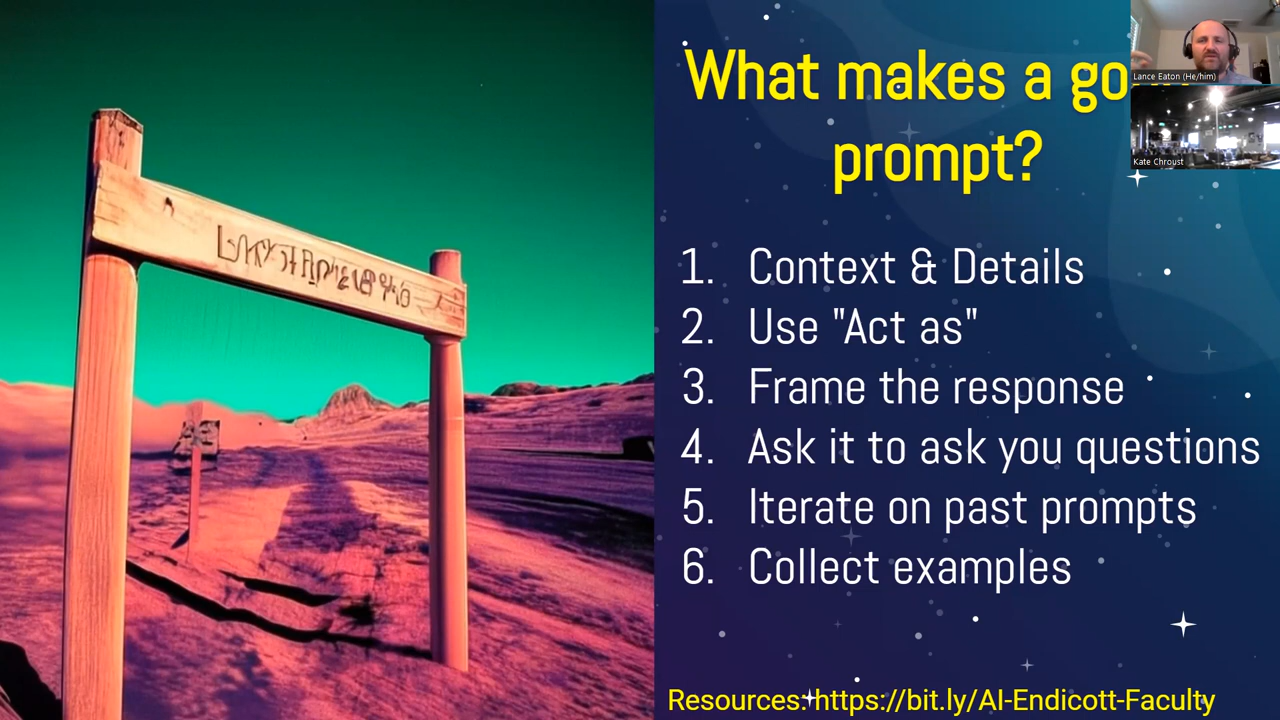 What makes a go
prompt?
1. Context & Details
2. Use "Act as"
3. Frame the response
4. Ask it to ask you questions
5. Iterate on past prompts
6. Collect examples
Resources: https://bit.ly/AI-Endicott-Faculty
Lance Eaton (He/him)
Kate Chroust